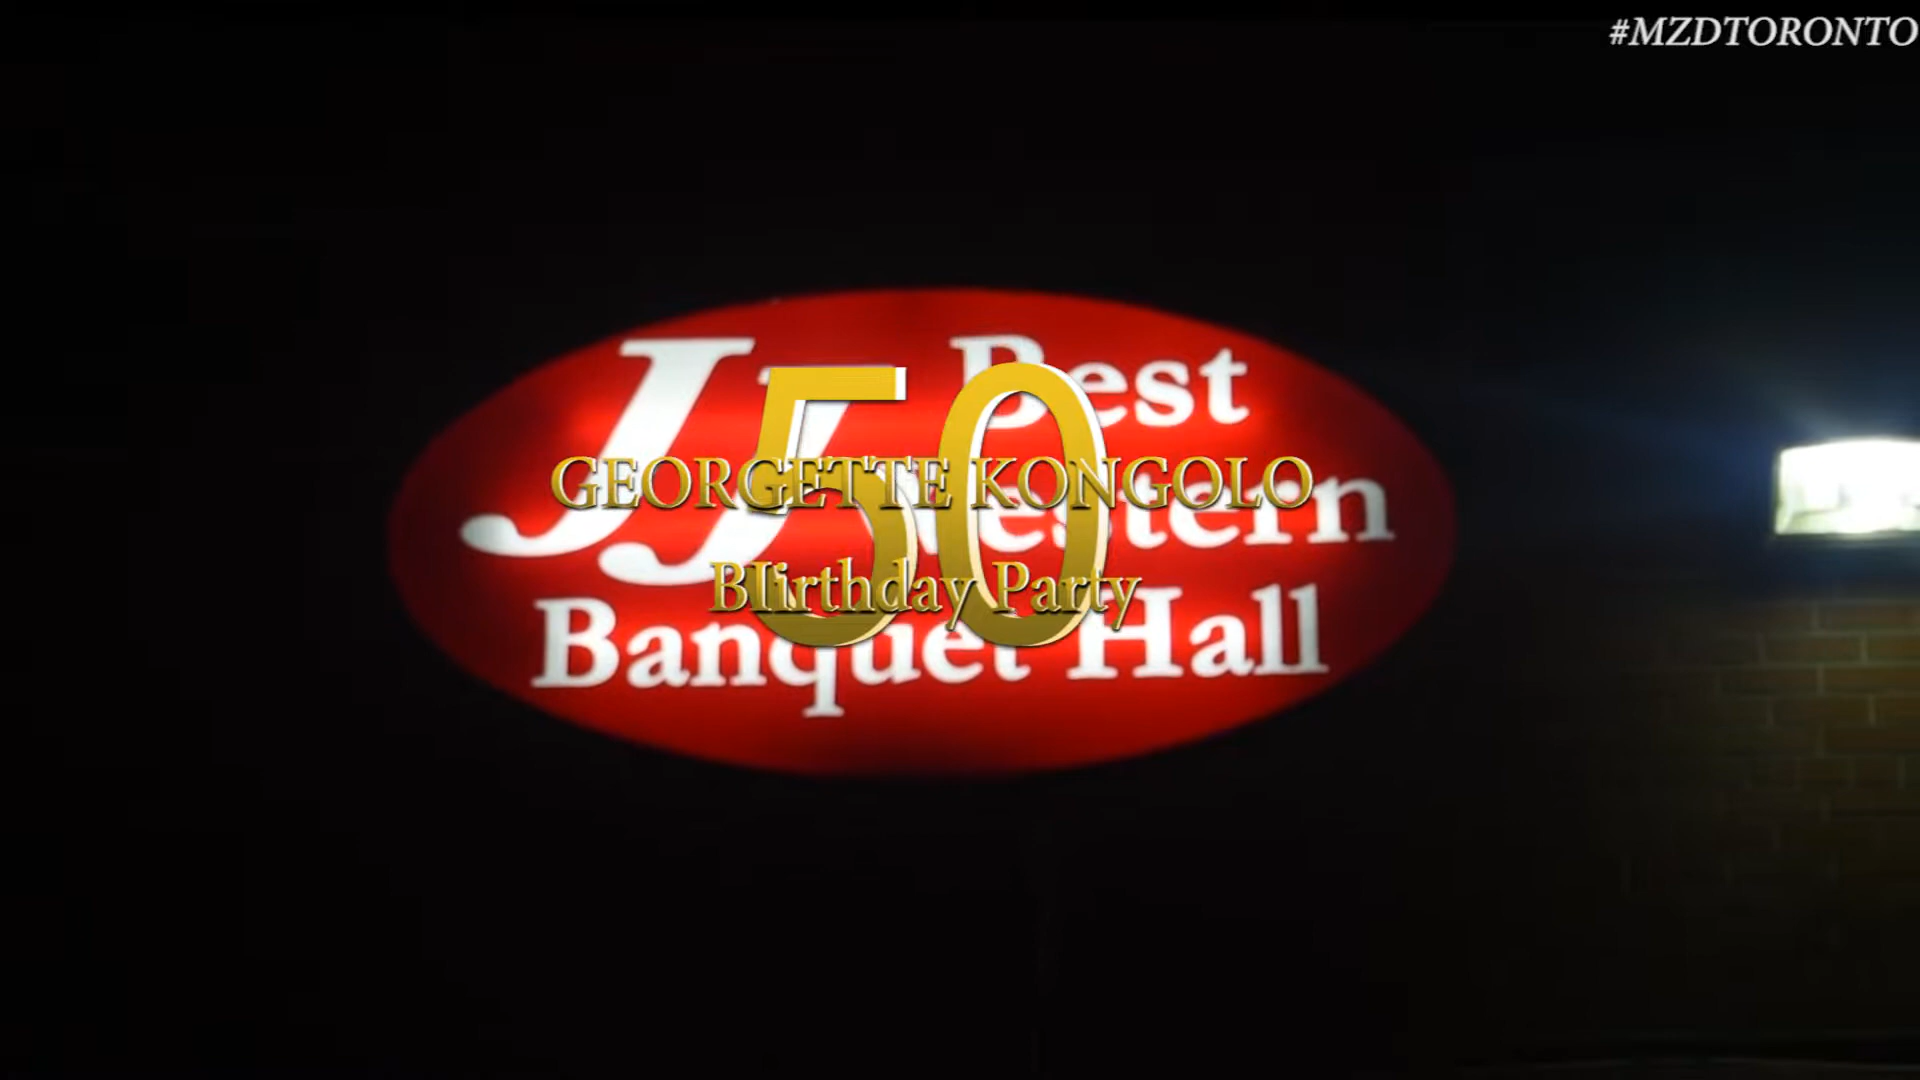 #MZDTORONTO
JJ Best
Western
Banquet Hall
50
GEORGETTE KONGOLO
BIirthday Party